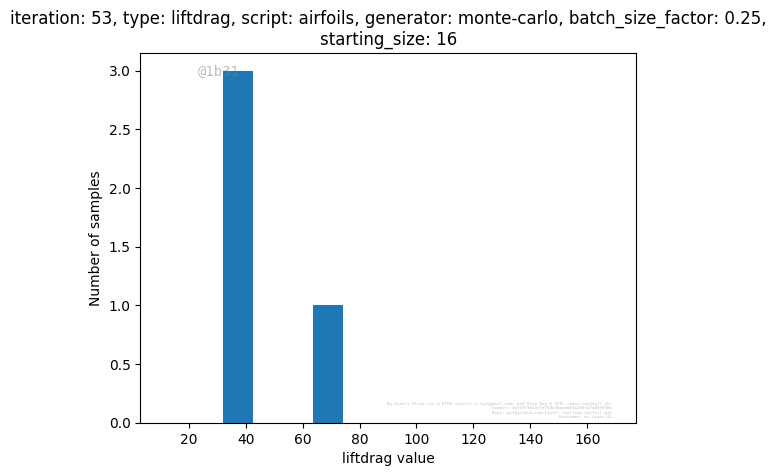 iteration: 53, type: liftdrag, script: airfoils, generator: monte-carlo, batch_size_factor: 0.25,
starting_size: 16
@1b31
3.0
2.5
2.0
1.5
1.0
0.5
0.0
Number of samples
20 40 60 80 100 120 140 160
liftdrag value